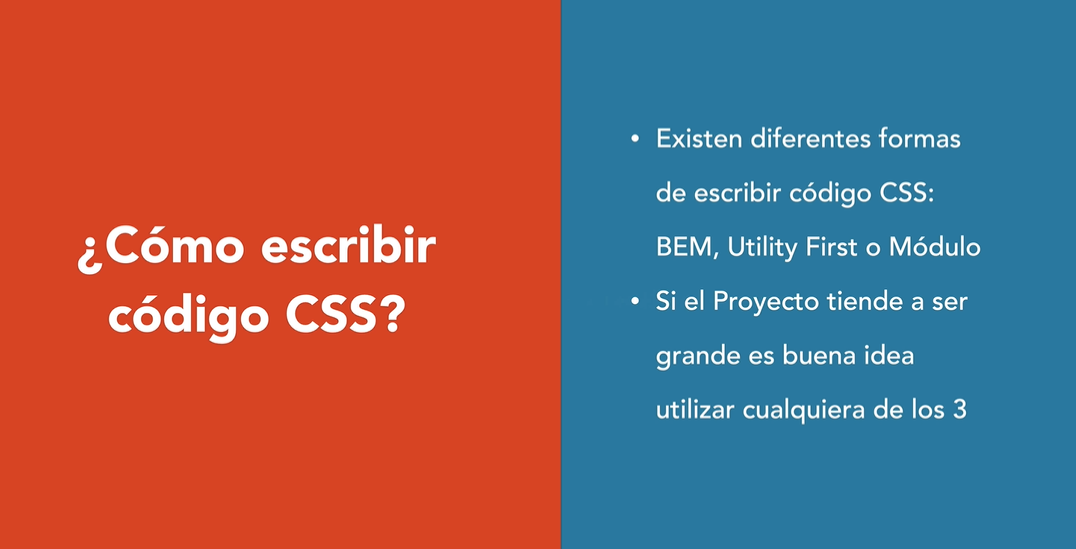 ¿Cómo escribir
código CSS?
• Existen diferentes formas
de escribir código CSS:
BEM, Utility First o Módulo
• Si el Proyecto tiende a ser
grande es buena idea
utilizar cualquiera de los 3